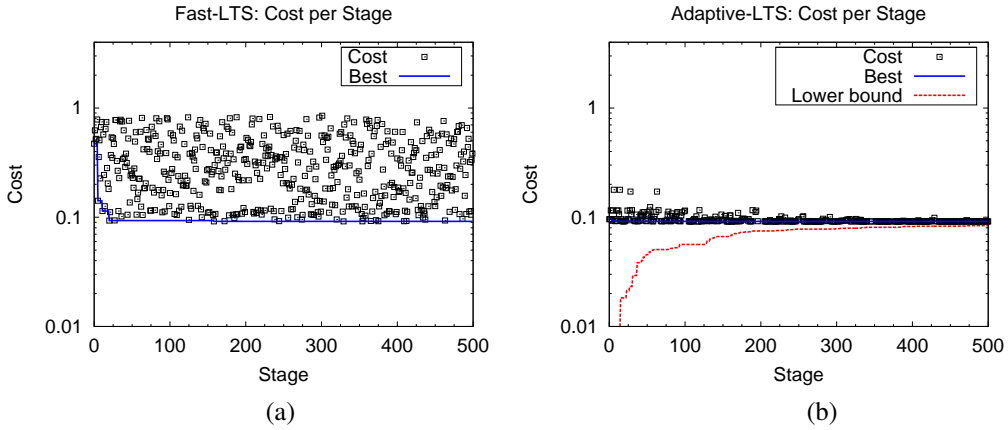 Fast-LTS: Cost per Stage
Cost
Best
1
0.1
0.01
Cost
0 100 200 300 400 500
Stage
(a)
Adaptive-LTS: Cost per Stage
Cost
Best
Lower bound
1
0.1
0.01
Cost
0 100 200 300 400 500
Stage
(b)